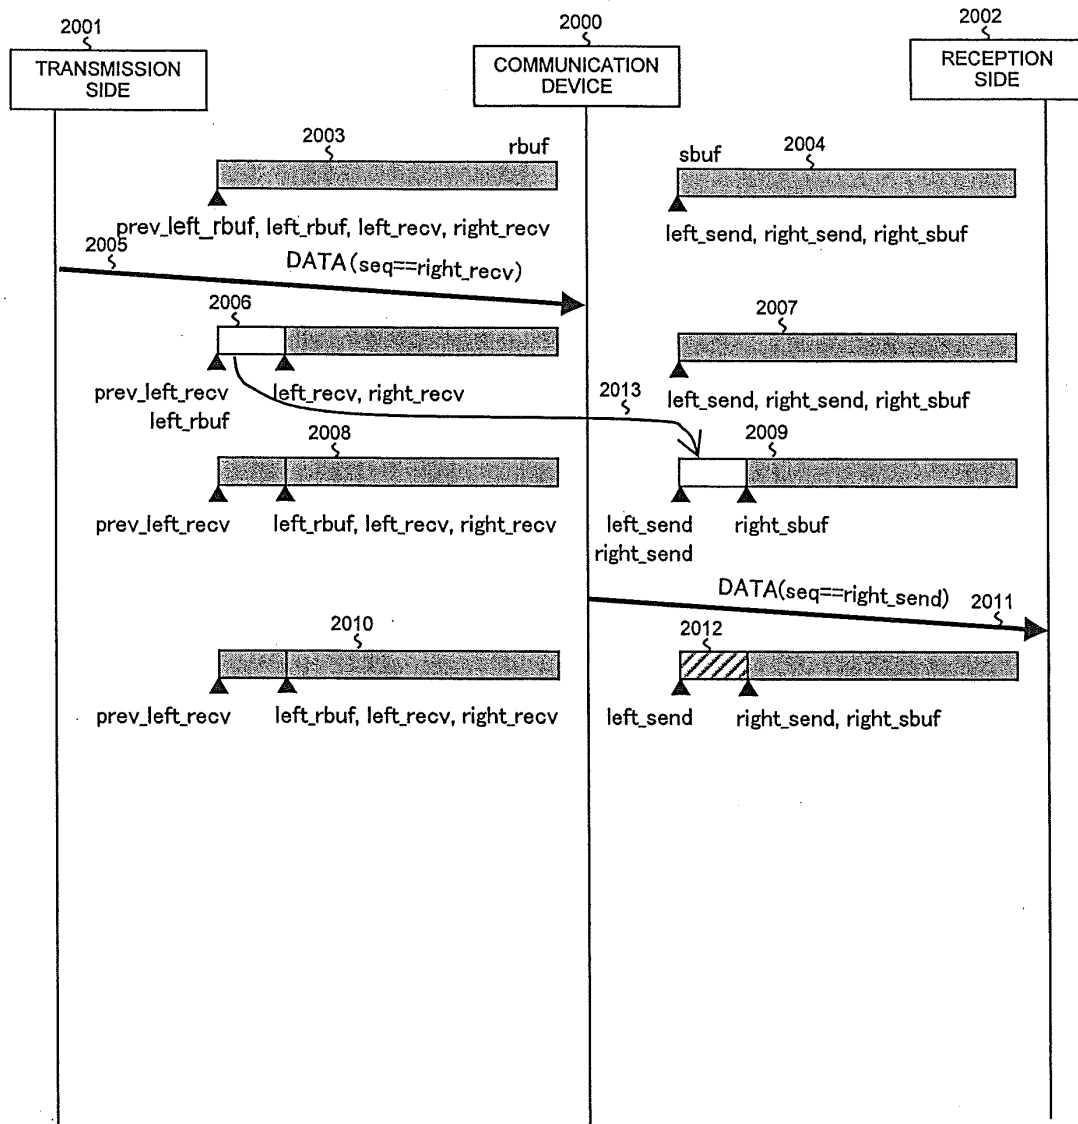 2001
2000
2002
TRANSMISSION
SIDE
COMMUNICATION
DEVICE
RECEPTION
SIDE
2003
rbuf
sbuf
2004
prev_left_rbuf, left_rbuf, left_recv, right_recv
left_send, right_send, right_sbuf
2005
DATA(seq==right_recv)
2006
2007
prev_left_recv
left_rbuf
left_recv, right_recv
2013
left_send, right_send, right_sbuf
2008
2009
prev_left_recv
left_rbuf, left_recv, right_recv
left_send
right_send
right_sbuf
DATA(seq==right_send)
2011
2010
2012
prev_left_recv
left_rbuf, left_recv, right_recv
left_send
right_send, right_sbuf